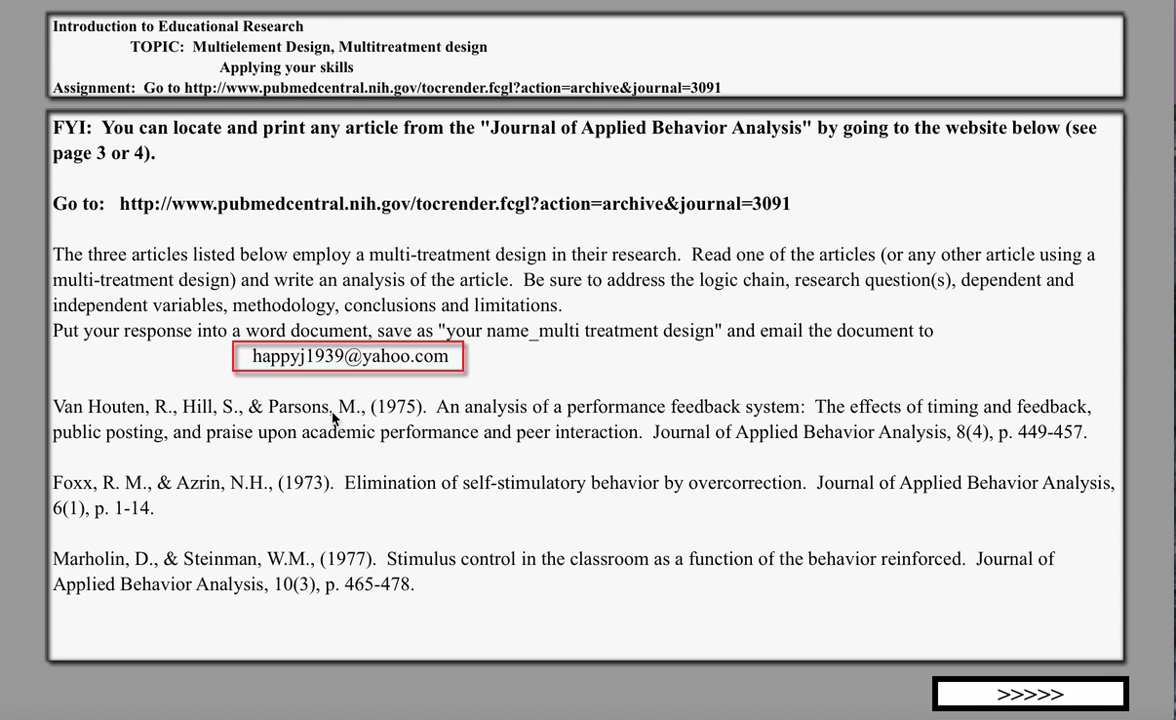 Introduction to Educational Research
TOPIC:  Multielement Design, Multitreatment design
Applying your skills
Assignment:  Go to http://www.pubmedcentral.nih.gov/tocrender.fcgl?action=archive&journal=3091
FYI:  You can locate and print any article from the "Journal of Applied Behavior Analysis" by going to the website below (see
page 3 or 4).
Go to:   http://www.pubmedcentral.nih.gov/tocrender.fcgl?action=archive&journal=3091
The three articles listed below employ a multi-treatment design in their research.  Read one of the articles (or any other article using a
multi-treatment design) and write an analysis of the article.  Be sure to address the logic chain, research question(s), dependent and
independent variables, methodology, conclusions and limitations.
Put your response into a word document, save as "your name_multi treatment design" and email the document to
happyj1939@yahoo.com
Van Houten, R., Hill, S., & Parsons, M., (1975).  An analysis of a performance feedback system:  The effects of timing and feedback,
public posting, and praise upon academic performance and peer interaction.  Journal of Applied Behavior Analysis, 8(4), p. 449-457.
Foxx, R. M., & Azrin, N.H., (1973).  Elimination of self-stimulatory behavior by overcorrection.  Journal of Applied Behavior Analysis,
6(1), p. 1-14.
Marholin, D., & Steinman, W.M., (1977).  Stimulus control in the classroom as a function of the behavior reinforced.  Journal of
Applied Behavior Analysis, 10(3), p. 465-478.
>>>>>